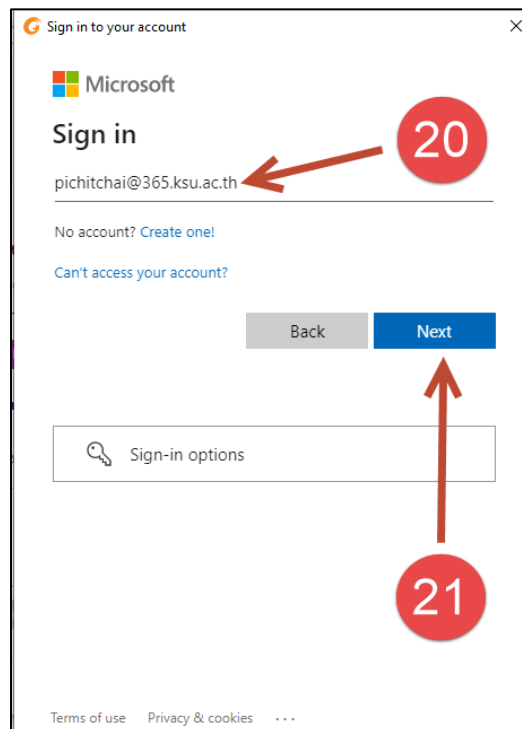 Sign in to your account
Microsoft
Sign in
20
pichitchai@365.ksu.ac.th
No account? Create one!
Can't access your account?
Back Next
Sign-in options
21
Terms of use Privacy & cookies ...